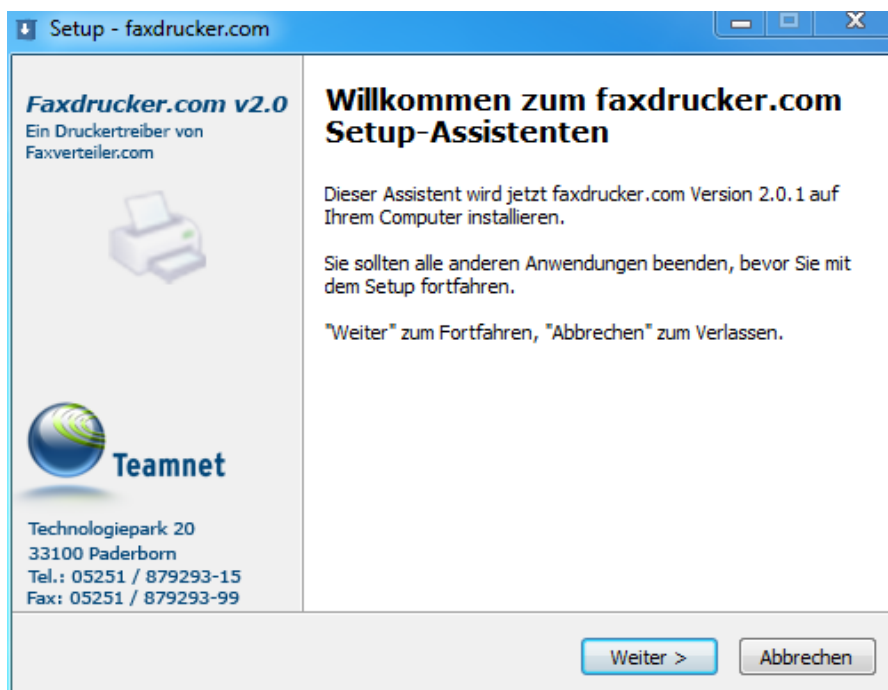 Setup - faxdrucker.com
Faxdrucker.com v2.0
Ein Druckertreiber von
Faxverteiler.com
Teamnet
Technologiepark 20
33100 Paderborn
Tel.: 05251 / 879293-15
Fax: 05251 / 879293-99
Willkommen zum faxdrucker.com
Setup-Assistenten
Dieser Assistent wird jetzt faxdrucker.com Version 2.0.1 auf
Ihrem Computer installieren.
Sie sollten alle anderen Anwendungen beenden, bevor Sie mit
dem Setup fortfahren.
"Weiter" zum Fortfahren, "Abbrechen" zum Verlassen.
Weiter >
Abbrechen